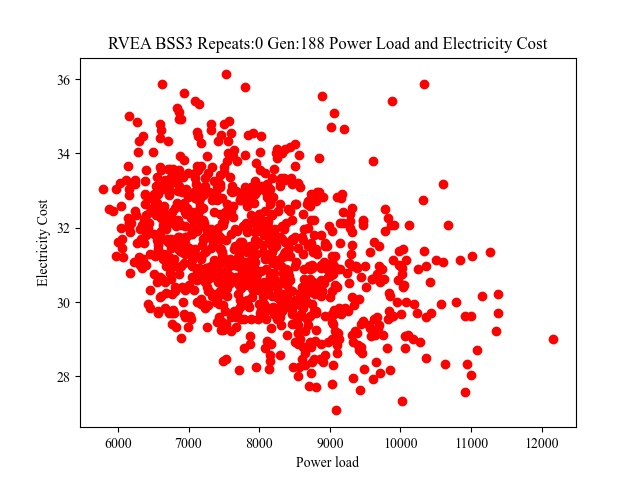 RVEA BSS3 Repeats:0 Gen:188 Power Load and Electricity Cost
36
34
32
30
28
Electricity Cost
6000 7000 8000 9000 10000 11000 12000
Power load